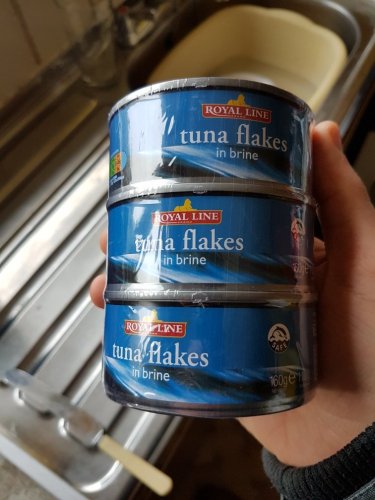 ROYAL LINE
tuna flakes
in brine
ROYAL LINE
tuna flakes
in brine
ROYAL LINE
tuna flakes
in brine
SAFE
160g e